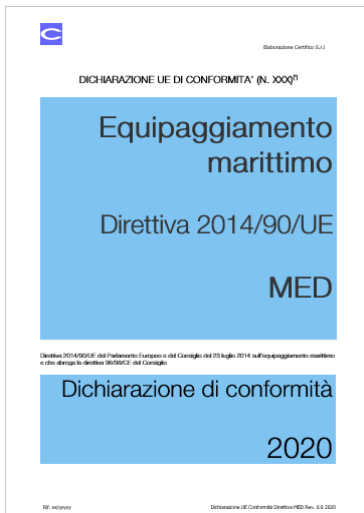 C
Elaborazione Certifico S.r.l
DICHIARAZIONE UE DI CONFORMITA' (N. XXX)(*)
Equipaggiamento
marittimo
Direttiva 2014/90/UE
MED
Direttiva 2014/90/UE del Parlamento Europeo e del Consiglio del 23 luglio 2014 sull'equipaggiamento marittimo
e che abroga la direttiva 96/98/CE del Consiglio
Dichiarazione di conformità
2020
Rif. xx/yyyy
Dichiarazione UE Conformità Direttiva MED Rev. 0.0 2020